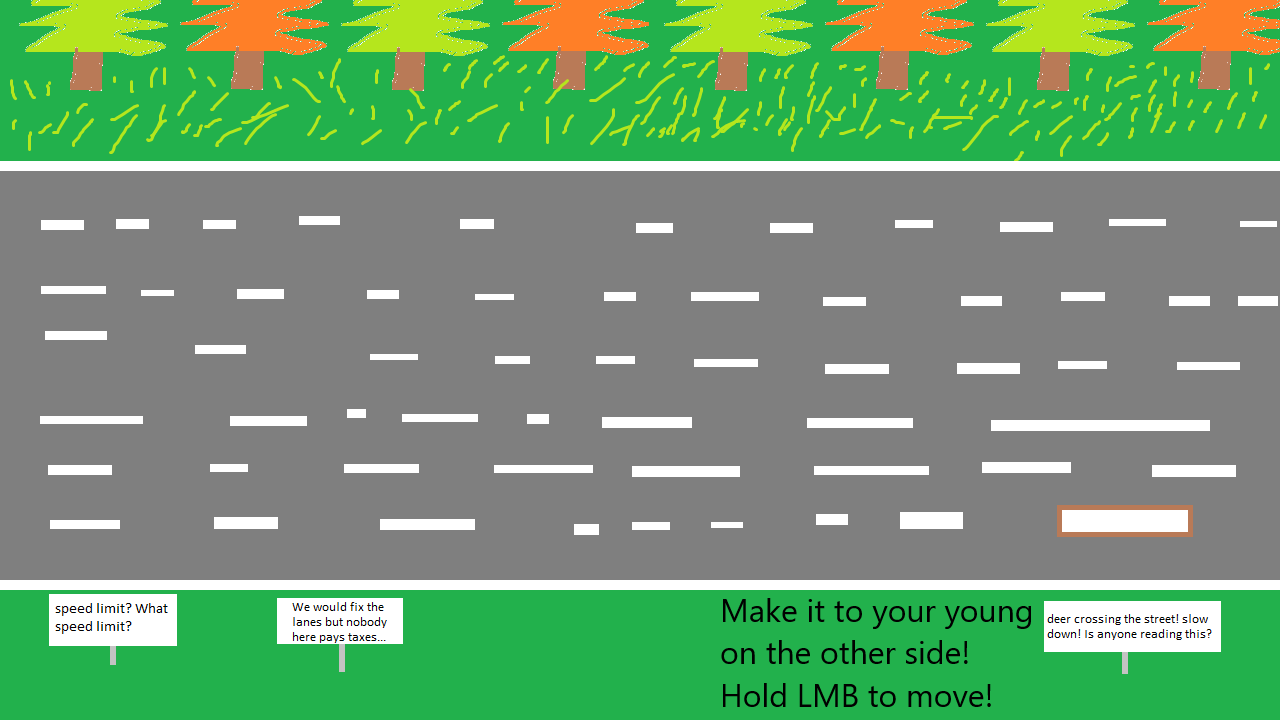 speed limit? What
speed limit?
We would fix the
lanes but nobody
here pays taxes...
Make it to your young
on the other side!
Hold LMB to move!
deer crossing the street! slow
down! Is anyone reading this?